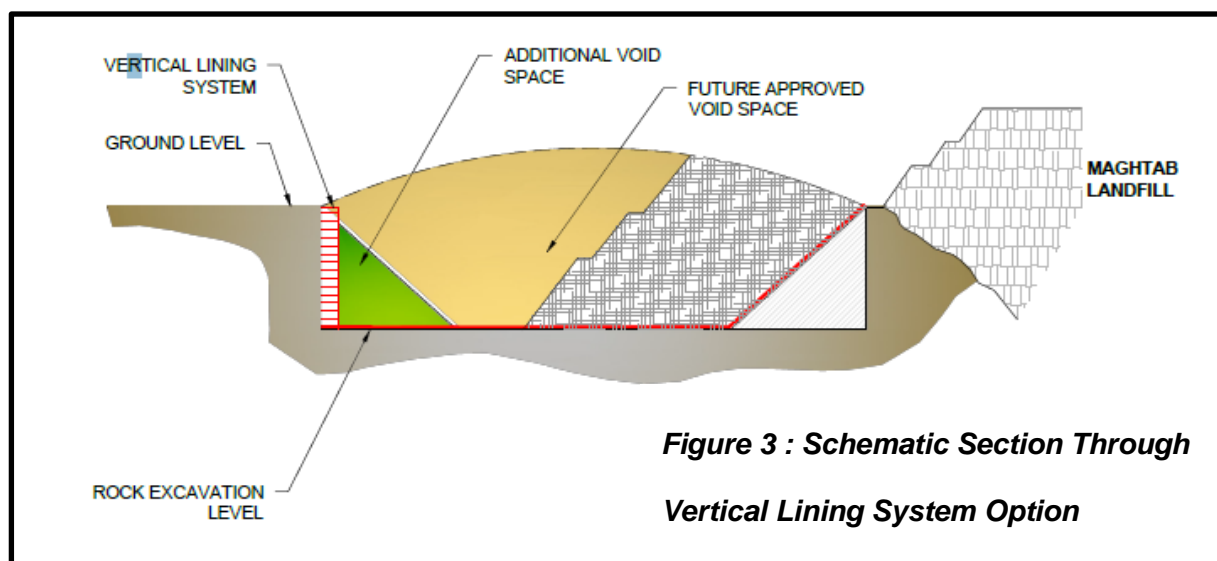 VERTICAL LINING
SYSTEM
ADDITIONAL VOID
SPACE
FUTURE APPROVED
VOID SPACE
GROUND LEVEL
MAGHTAB
LANDFILL
ROCK EXCAVATION
LEVEL
Figure 3 : Schematic Section Through
Vertical Lining System Option